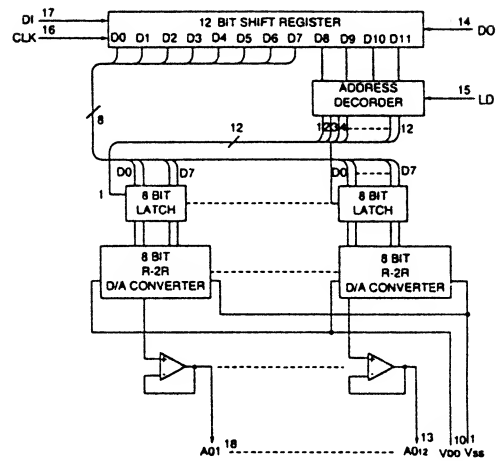 DI 17
CLK 16
12 BIT SHIFT REGISTER
D0 D1 D2 D3 D4 D5 D6 D7 D8 D9 D10 D11
14 DO
ADDRESS
DECORDER
15 LD
8
12
1 2 3 4 12
D0 D7
D0 D7
1
8 BIT
LATCH
8 BIT
LATCH
8 BIT
R-2R
D/A CONVERTER
8 BIT
R-2R
D/A CONVERTER
+
-
+
-
18
A01
13
A012
10 1
VDD VSS